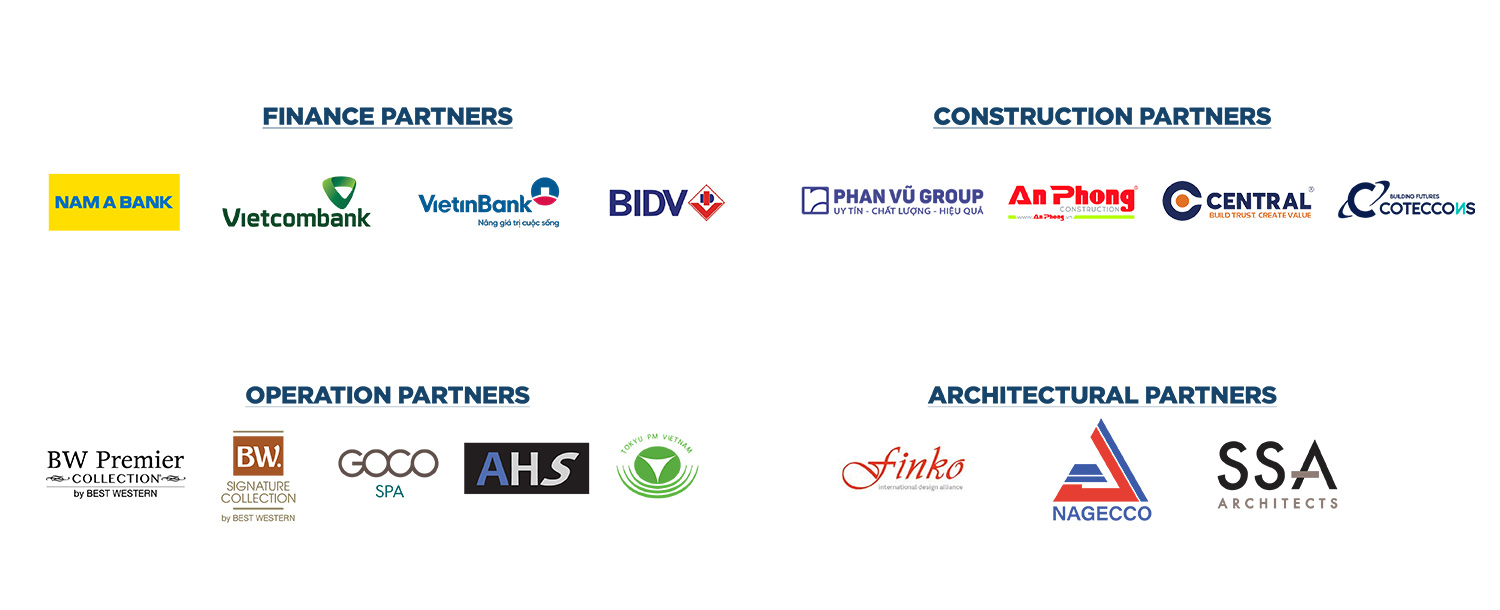 FINANCE PARTNERS
NAM A BANK
Vietcombank
VietinBank
Nâng giá trị cuộc sống
BIDV
CONSTRUCTION PARTNERS
PHAN VŨ GROUP
UY TÍN - CHẤT LƯỢNG - HIỆU QUẢ
An Phong®
CONSTRUCTION
www.AnPhong.vn
CENTRAL®
BUILD TRUST. CREATE VALUE
BUILDING FUTURES
COTECCONS
OPERATION PARTNERS
BW Premier
COLLECTION®
by BEST WESTERN
BW.
SIGNATURE
COLLECTION
by BEST WESTERN
GOCO
SPA
AHS
TOKYU PM VIETNAM
ARCHITECTURAL PARTNERS
Finko
international design alliance
NAGECCO
SSA
ARCHITECTS